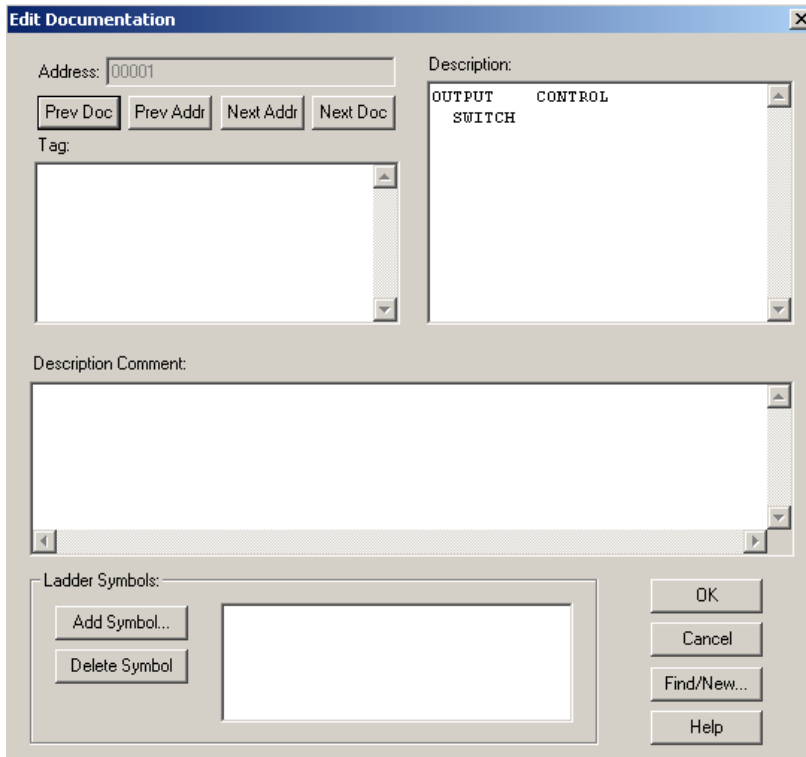 Edit Documentation
Address: 00001
Prev Doc Prev Addr Next Addr Next Doc
Tag:
Description:
OUTPUT CONTROL
SWITCH
Description Comment:
Ladder Symbols:
Add Symbol...
Delete Symbol
OK
Cancel
Find/New...
Help